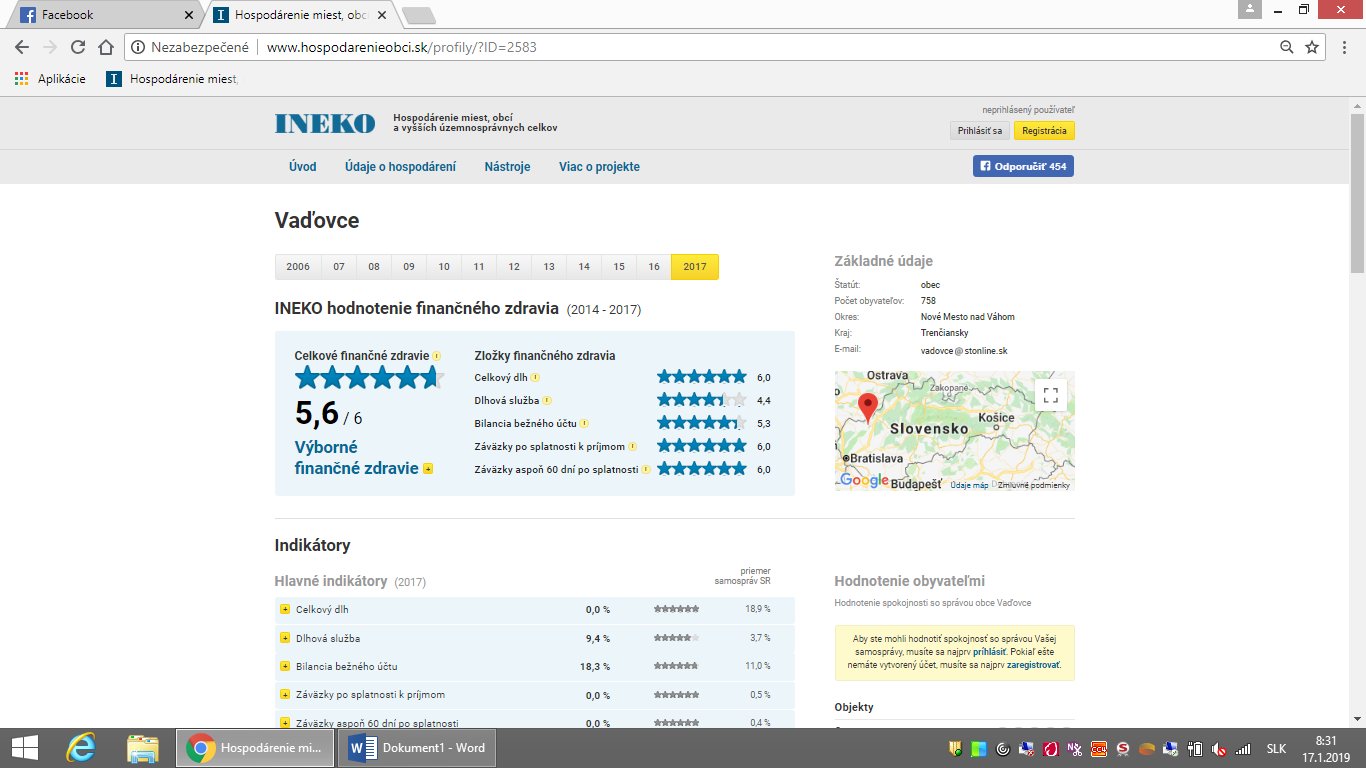 Facebook
Hospodárenie miest, obcí
Nezabezpečené
www.hospodarenieobci.sk/profily/?ID=2583
Aplikácie
Hospodárenie miest,
INEKO
Hospodárenie miest, obcí
a vyšších územnosprávnych celkov
neprihlásený používateľ
Prihlásiť sa
Registrácia
Úvod
Údaje o hospodárení
Nástroje
Viac o projekte
Odporučiť 454
Vaďovce
2006 07 08 09 10 11 12 13 14 15 16 2017
INEKO hodnotenie finančného zdravia (2014 - 2017)
Celkové finančné zdravie
5,6 / 6
Výborné
finančné zdravie
Zložky finančného zdravia
Celkový dlh 6,0
Dlhová služba 4,4
Bilancia bežného účtu 5,3
Záväzky po splatnosti k príjmom 6,0
Záväzky aspoň 60 dní po splatnosti 6,0
Základné údaje
Štatút: obec
Počet obyvateľov: 758
Okres: Nové Mesto nad Váhom
Kraj: Trenčiansky
E-mail: vadovce@stonline.sk
Ostrava
Zakopané
Košice
Slovensko
Bratislava
Google
Budapešť
Údaje máp
Zmluvné podmienky
Indikátory
Hlavné indikátory (2017)
priemer
samospráv SR
Celkový dlh 0,0 % 18,9 %
Dlhová služba 9,4 % 3,7 %
Bilancia bežného účtu 18,3 % 11,0 %
Záväzky po splatnosti k príjmom 0,0 % 0,5 %
Záväzky aspoň 60 dní po splatnosti 0,0 % 0,4 %
Hodnotenie obyvateľmi
Hodnotenie spokojnosti so správou obce Vaďovce
Aby ste mohli hodnotiť spokojnosť so správou Vašej
samosprávy, musíte sa najprv prihlásiť. Pokiaľ ešte
nemáte vytvorený účet, musíte sa najprv zaregistrovať.
Objekty
Hospodárenie mi...
Dokument1 - Word
SLK
8:31
17.1.2019